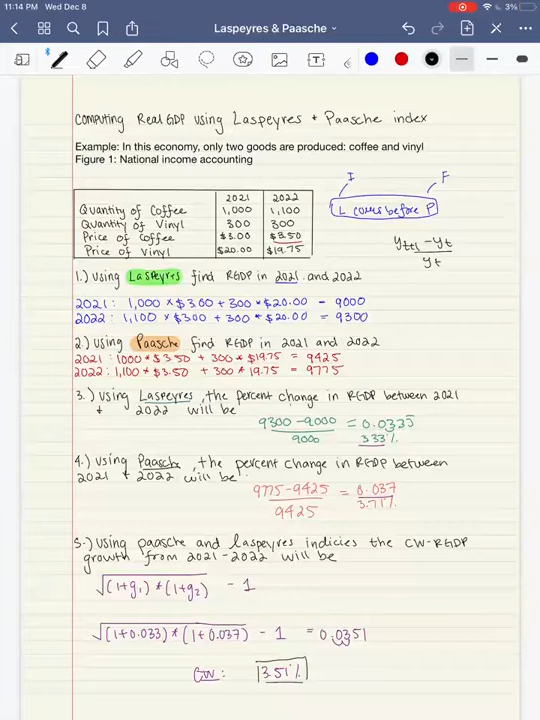 11:14 PM Wed Dec 8
3%
Laspeyres & Paasche
Computing Real GDP using Laspeyres + Paasche index
Example: In this economy, only two goods are produced: coffee and vinyl
Figure 1: National income accounting
2021 2022
Quantity of Coffee 1,000 1,100
Quantity of Vinyl 300 300
Price of Coffee $3.00 $3.50
Price of Vinyl $20.00 $19.75
I F
L comes before P
yt+1 - yt
yt
1.) using Laspeyres find RGDP in 2021 and 2022
2021: 1,000 * $3.00 + 300 * $20.00 = 9000
2022: 1,100 * $3.00 + 300 * $20.00 = 9300
2.) using Paasche find RGDP in 2021 and 2022
2021: 1000 * $3.50 + 300 * $19.75 = 9425
2022: 1,100 * $3.50 + 300 * $19.75 = 9775
3.) using Laspeyres, the percent change in RGDP between 2021
+ 2022 will be
9300 - 9000 = 0.0333
9000 3.33%
4.) using Paasche, the percent change in RGDP between
2021 + 2022 will be
9775 - 9425 = 0.037
9425 3.71%
5.) using paasche and laspeyres indicies the CW-RGDP
growth from 2021-2022 will be
√(1+g1) * (1+g2) - 1
√(1+0.033) * (1+0.037) - 1 = 0.0351
CW: 3.51%